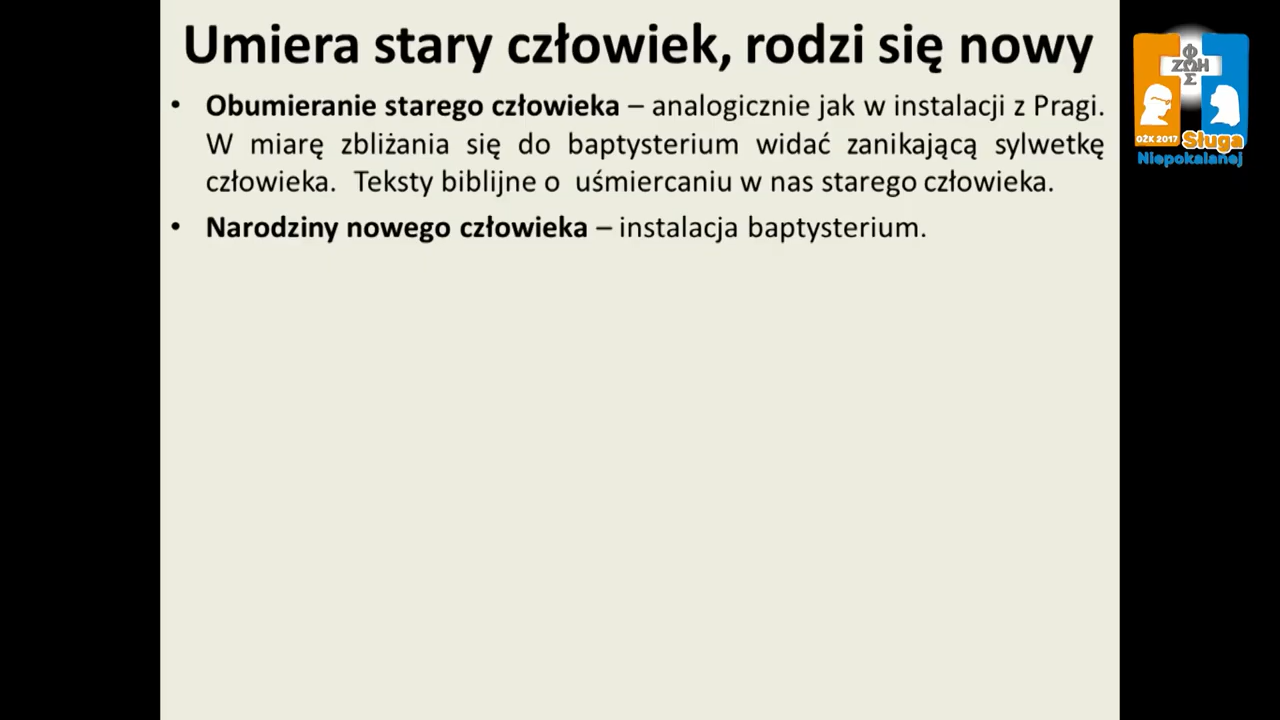 Umiera stary człowiek, rodzi się nowy
• Obumieranie starego człowieka – analogicznie jak w instalacji z Pragi.
W miarę zbliżania się do baptysterium widać zanikającą sylwetkę
człowieka. Teksty biblijne o uśmiercaniu w nas starego człowieka.
• Narodziny nowego człowieka – instalacja baptysterium.
Φ
ΖΩΗ
Σ
OŻK 2017
Sługa
Niepokalanej